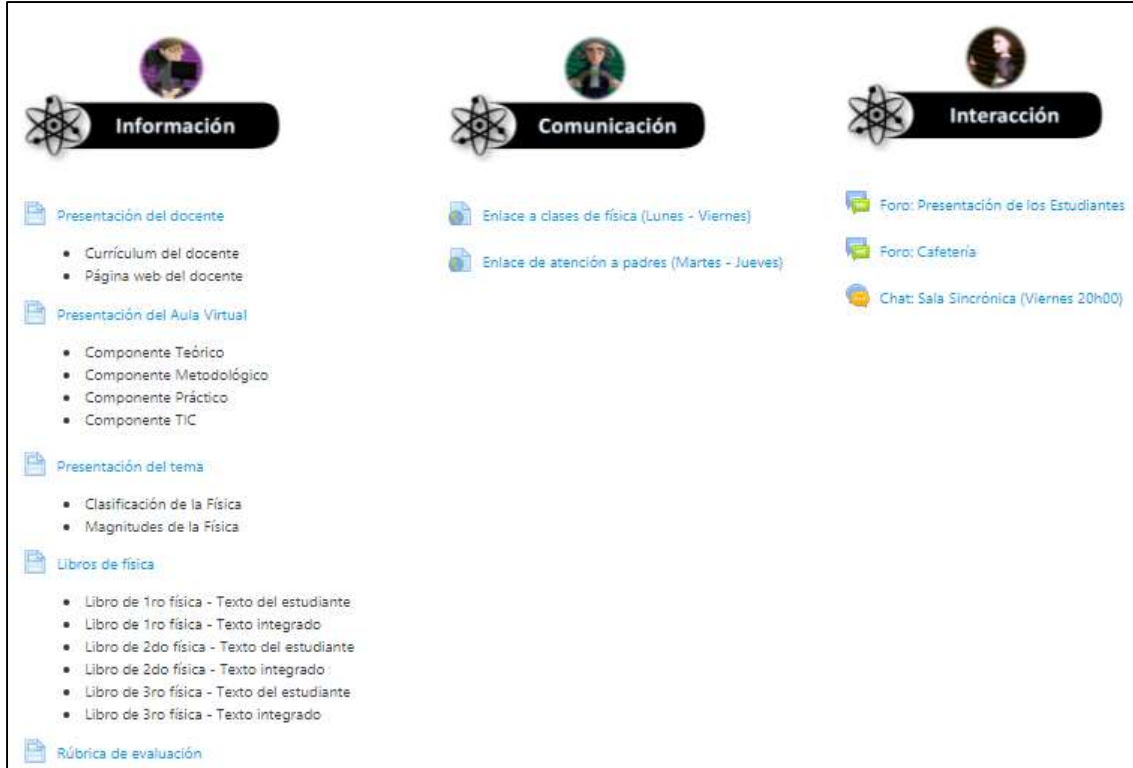 Información
Presentación del docente
Currículum del docente
Página web del docente
Presentación del Aula Virtual
Componente Teórico
Componente Metodológico
Componente Práctico
Componente TIC
Presentación del tema
Clasificación de la Física
Magnitudes de la Física
Libros de física
Libro de 1ro física - Texto del estudiante
Libro de 1ro física - Texto integrado
Libro de 2do física - Texto del estudiante
Libro de 2do física - Texto integrado
Libro de 3ro física - Texto del estudiante
Libro de 3ro física - Texto integrado
Rúbrica de evaluación
Comunicación
Enlace a clases de física (Lunes - Viernes)
Enlace de atención a padres (Martes - Jueves)
Interacción
Foro: Presentación de los Estudiantes
Foro: Cafetería
Chat: Sala Sincrónica (Viernes 20h00)